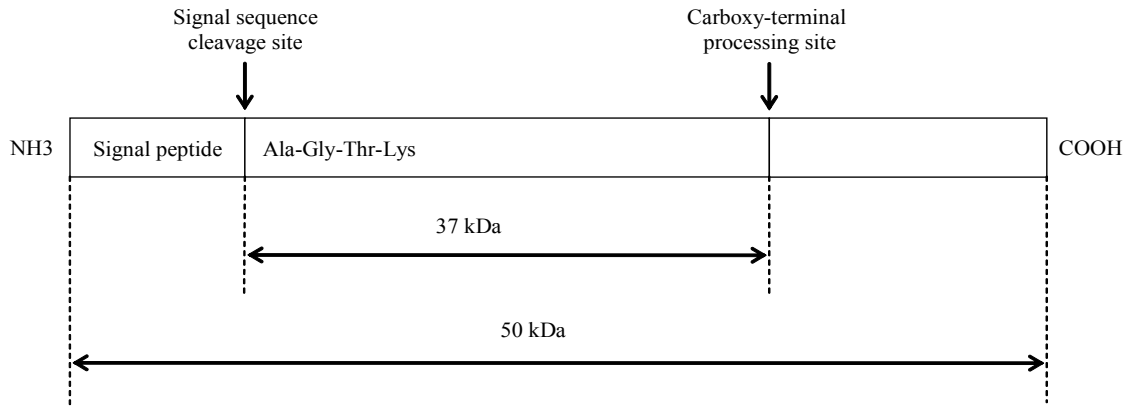 Signal sequence
cleavage site
Carboxy-terminal
processing site
NH3
Signal peptide
Ala-Gly-Thr-Lys
COOH
37 kDa
50 kDa